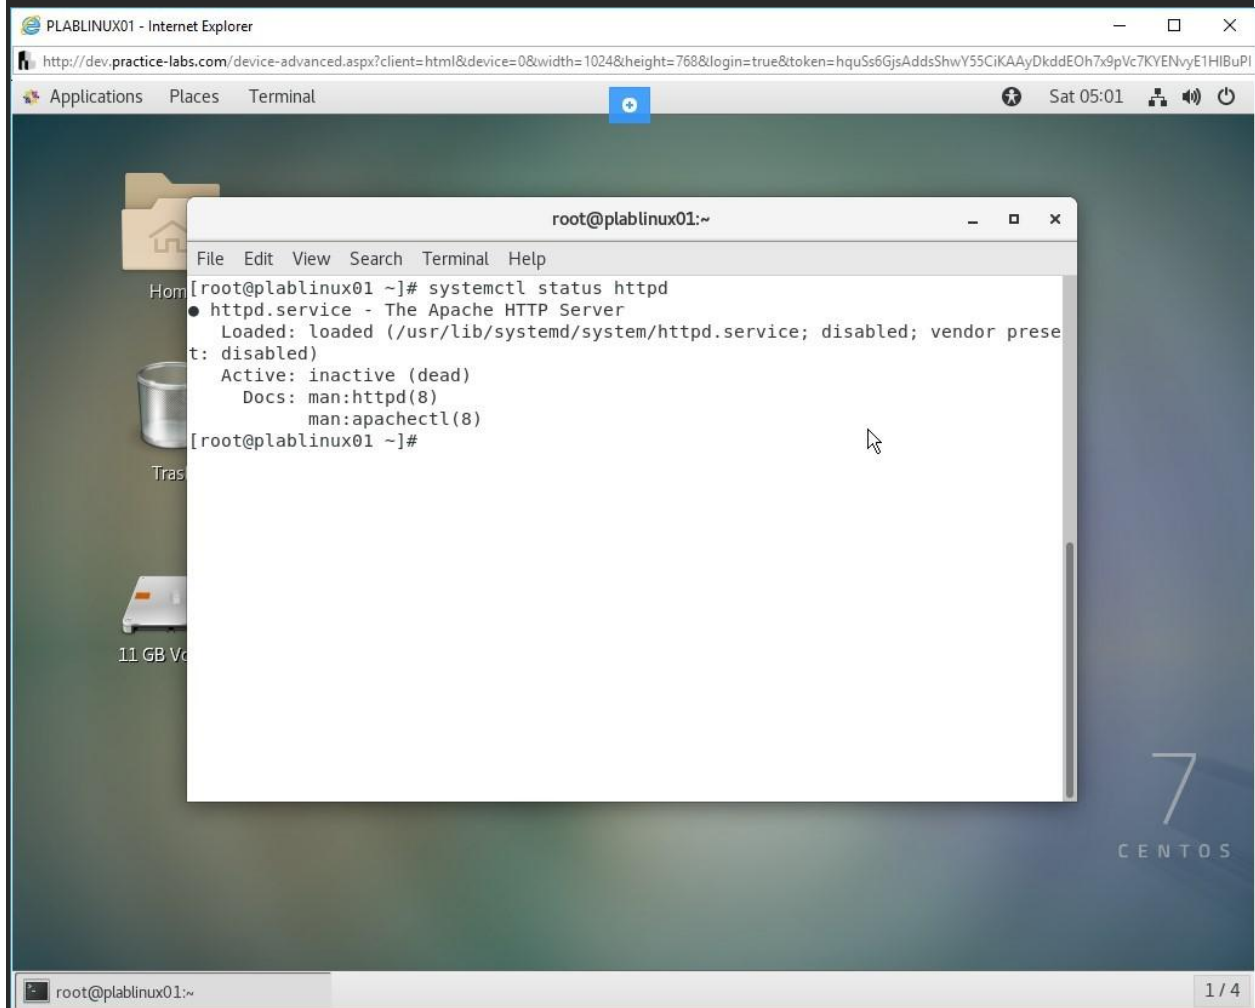 PLABLINUX01 - Internet Explorer
http://dev.practice-labs.com/device-advanced.aspx?client=html&device=0&width=1024&height=768&login=true&token=hquSs6GjsAddsShwY55CiKAAyDkddEOh7x9pVc7KYENvyE1HIBuPl
Applications Places Terminal Sat 05:01
root@plablinux01:~
File Edit View Search Terminal Help
Hom
[root@plablinux01 ~]# systemctl status httpd
● httpd.service - The Apache HTTP Server
Loaded: loaded (/usr/lib/systemd/system/httpd.service; disabled; vendor prese
t: disabled)
Active: inactive (dead)
Docs: man:httpd(8)
man:apachectl(8)
[root@plablinux01 ~]#
Tras
11 GB Vo
7
CENTOS
root@plablinux01:~
1 / 4